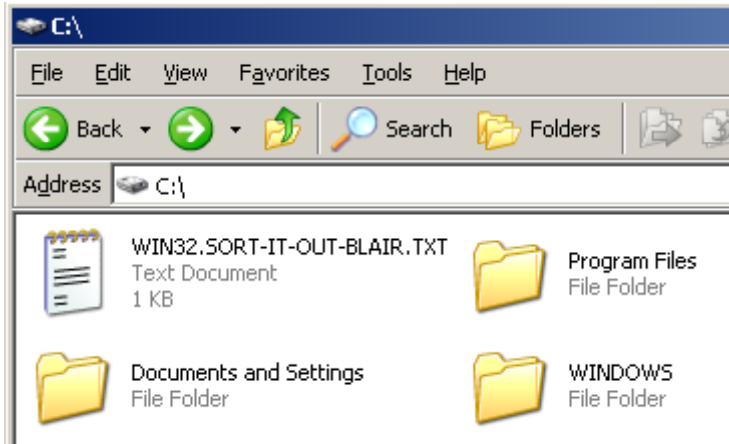 C:\
File Edit View Favorites Tools Help
Back Search Folders
Address C:\
WIN32.SORT-IT-OUT-BLAIR.TXT
Text Document
1 KB
Program Files
File Folder
Documents and Settings
File Folder
WINDOWS
File Folder